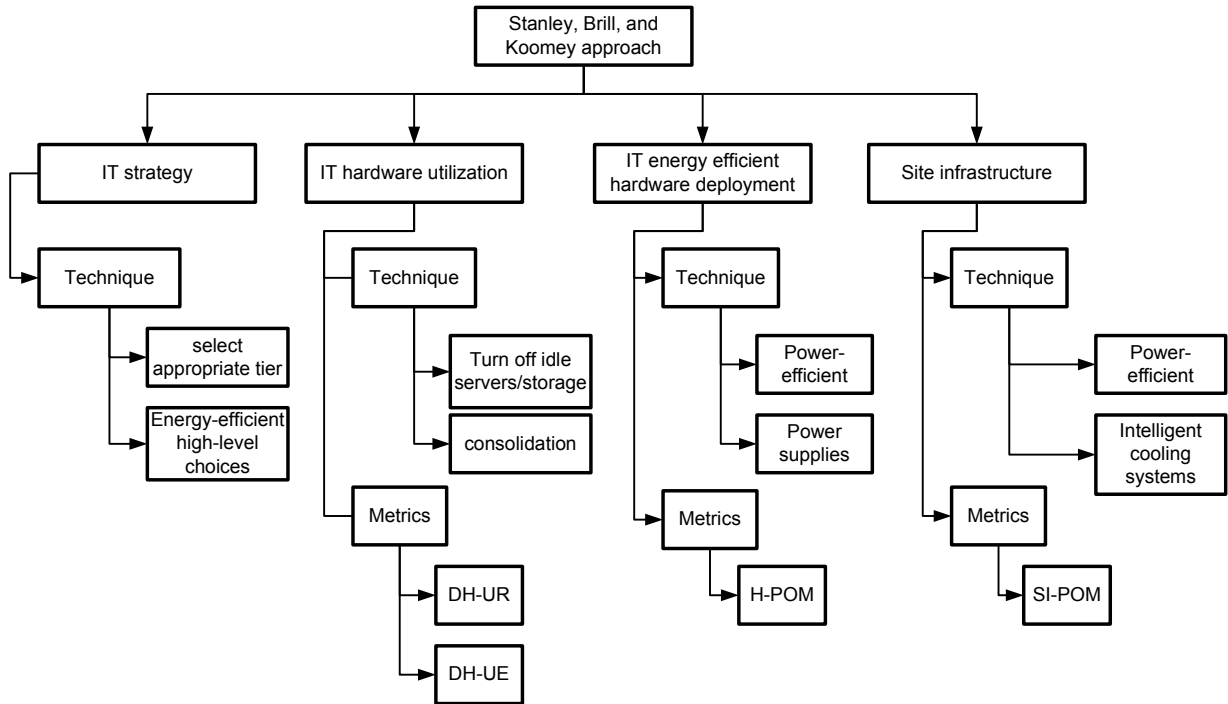 Stanley, Brill, and
Koomey approach
IT strategy
IT hardware utilization
IT energy efficient
hardware deployment
Site infrastructure
Technique
Technique
Technique
Technique
select
appropriate tier
Turn off idle
servers/storage
Power-
efficient
Power-
efficient
Energy-efficient
high-level
choices
consolidation
Power
supplies
Intelligent
cooling
systems
Metrics
Metrics
Metrics
DH-UR
H-POM
SI-POM
DH-UE